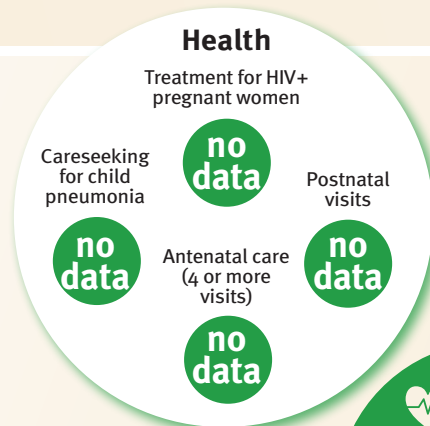 Health
Treatment for HIV+
pregnant women
no
data
Careseeking
for child
pneumonia
no
data
Postnatal
visits
no
data
Antenatal care
(4 or more
visits)
no
data